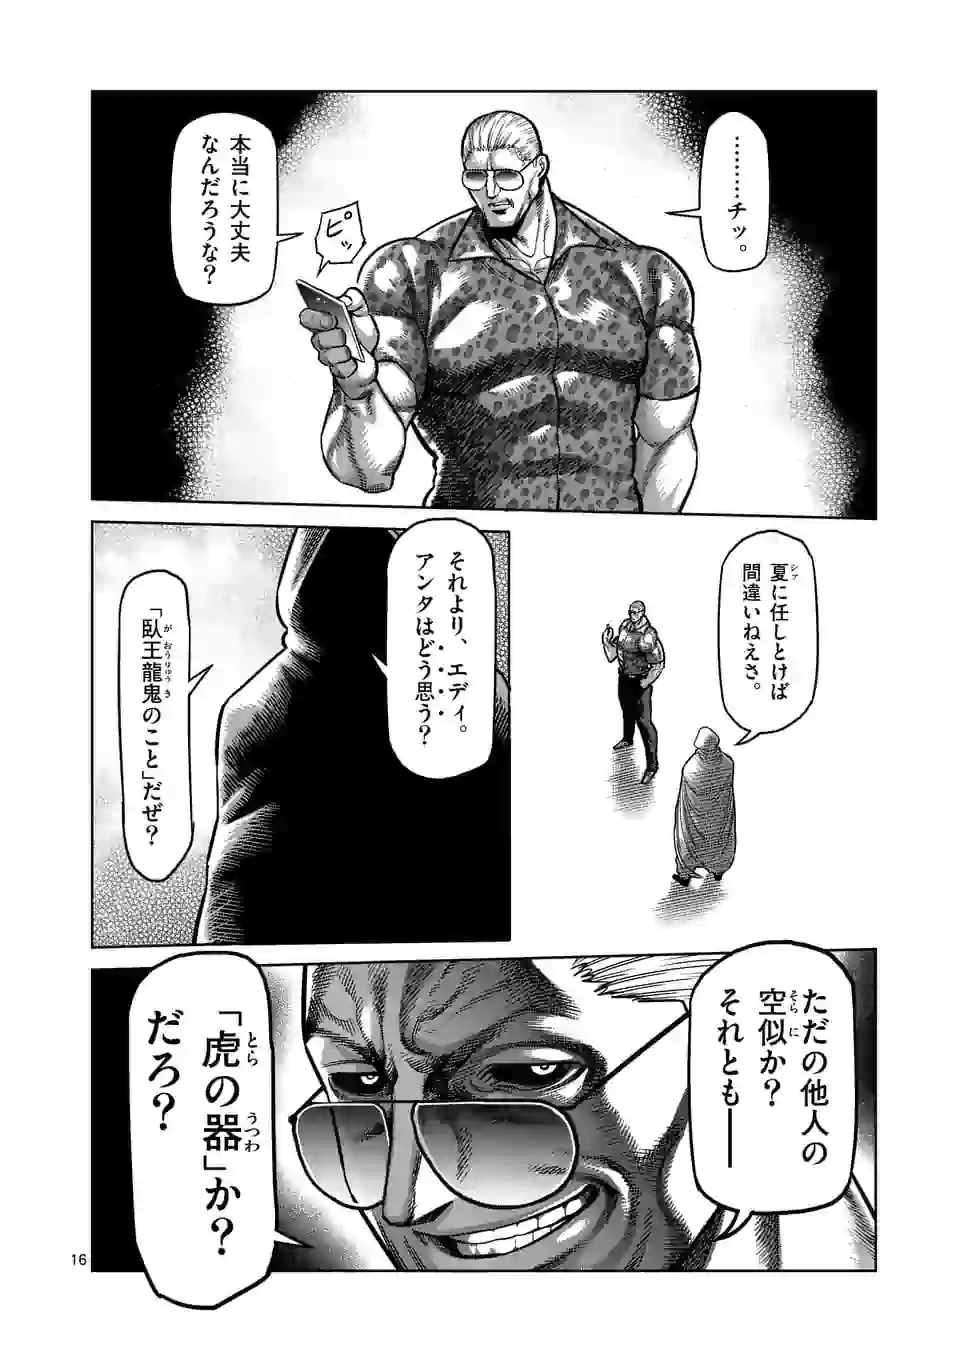 ………チッ。
ピッ
本当に大丈夫
なんだろうな？
夏に任しとけば
間違いねえさ。
それより、エディ。
アンタはどう思う？
「臥王龍鬼のこと」だぜ？
ただの他人の
空似か？
それとも――
「虎の器」か？
だろ？
16